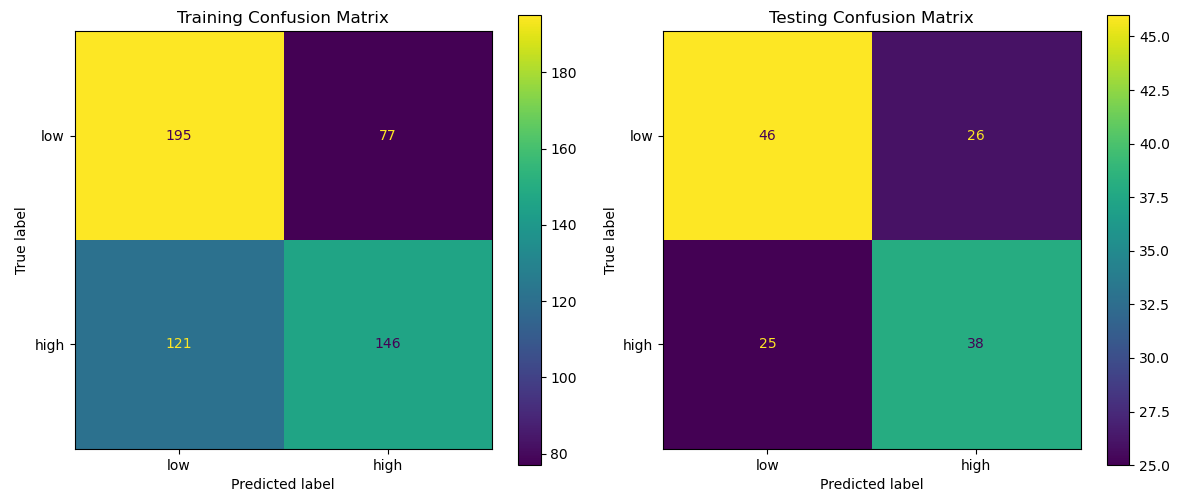 Training Confusion Matrix
True label
low
high
195
77
121
146
low
high
Predicted label
180
160
140
120
100
80
Testing Confusion Matrix
True label
low
high
46
26
25
38
low
high
Predicted label
45.0
42.5
40.0
37.5
35.0
32.5
30.0
27.5
25.0